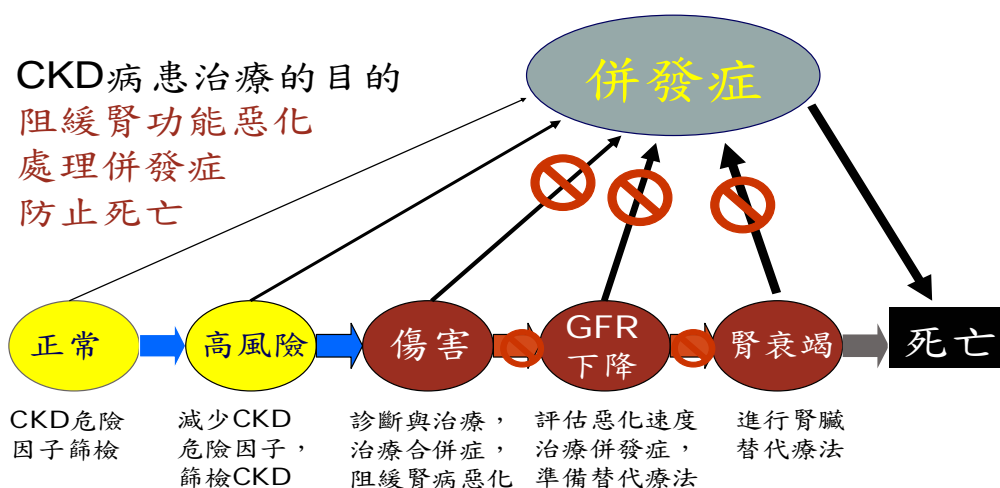 CKD病患治療的目的
阻緩腎功能惡化
處理併發症
防止死亡
併發症
正常
高風險
傷害
GFR
下降
腎衰竭
死亡
CKD危險
因子篩檢
減少CKD
危險因子，
篩檢CKD
診斷與治療，
治療合併症，
阻緩腎病惡化
評估惡化速度
治療併發症，
準備替代療法
進行腎臟
替代療法